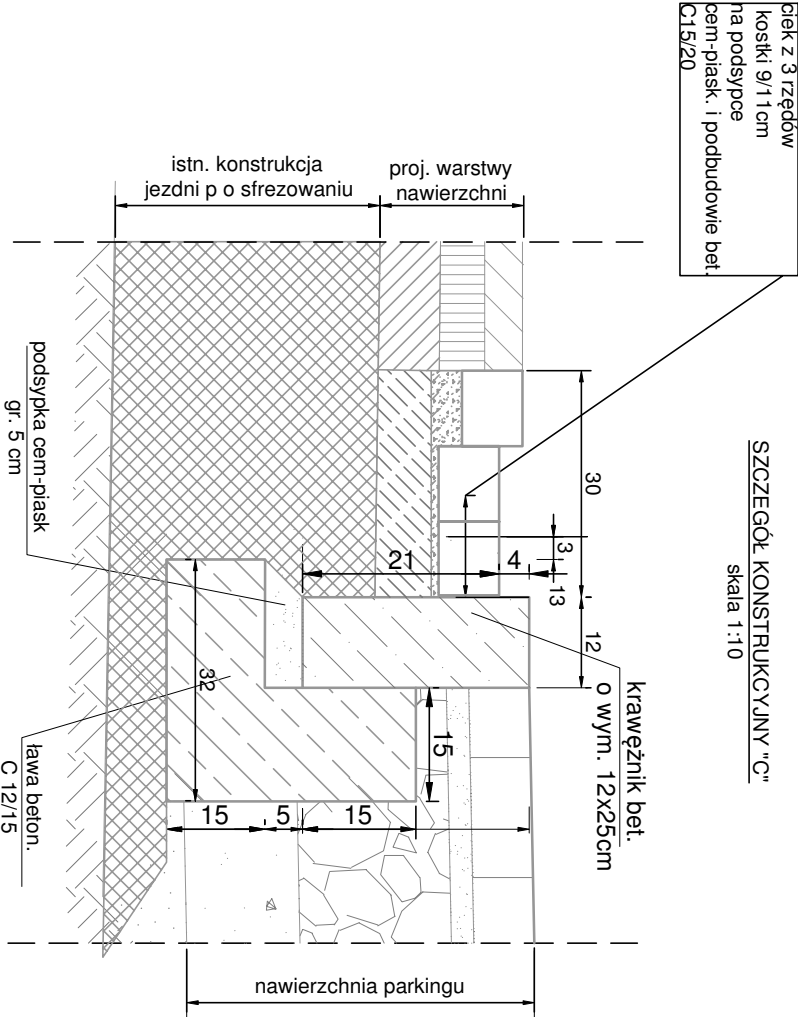 SZCZEGÓŁ KONSTRUKCYJNY "C"
skala 1:10
ciek z 3 rzędów
kostki 9/11cm
na podsypce
cem-piask. i podbudowie bet.
C15/20
istn. konstrukcja
jezdni p o sfrezowaniu
proj. warstwy
nawierzchni
podsypka cem-piask
gr. 5 cm
30
3
21
4
13
12
krawężnik bet.
o wym. 12x25cm
32
15
15
5
15
ława beton.
C 12/15
nawierzchnia parkingu